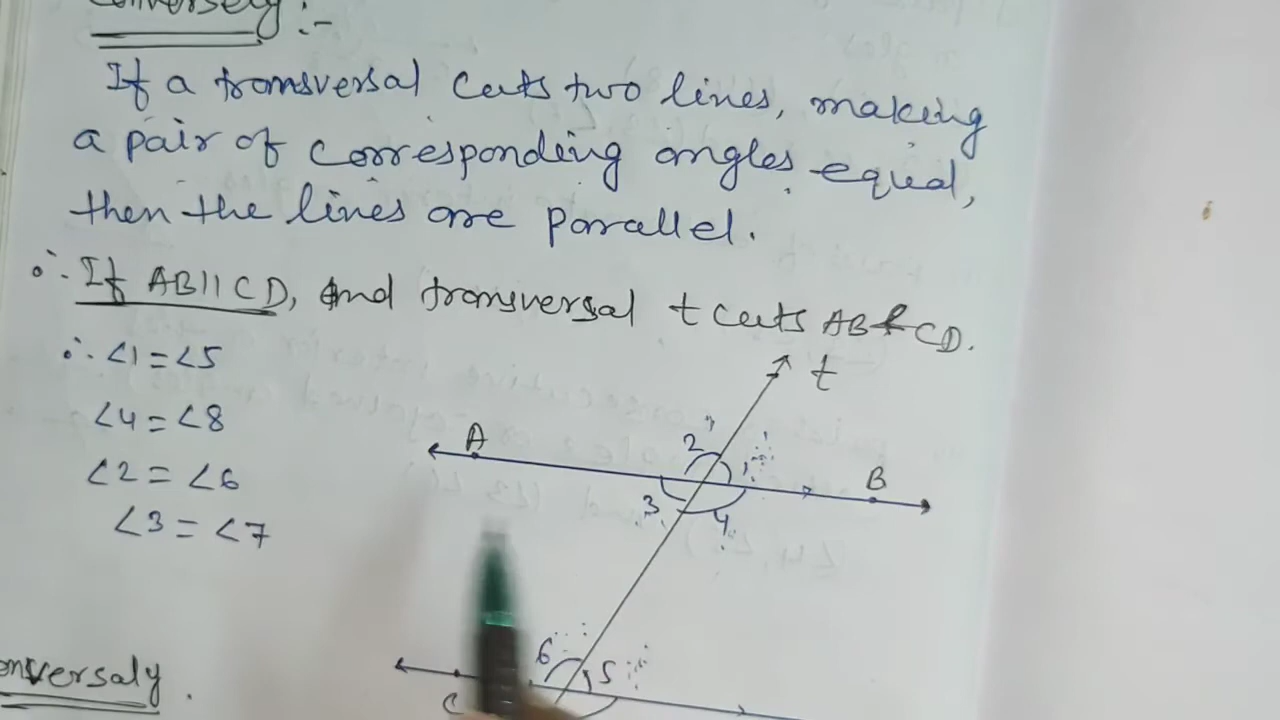 Conversely :-
If a transversal cuts two lines, making
a pair of corresponding angles equal,
then the lines are parallel.
∴ If AB||CD, and transversal t cuts AB & CD.
∴ ∠1 = ∠5
∠4 = ∠8
∠2 = ∠6
∠3 = ∠7
t
A
2
1
B
3
4
6
5
C
onversaly.